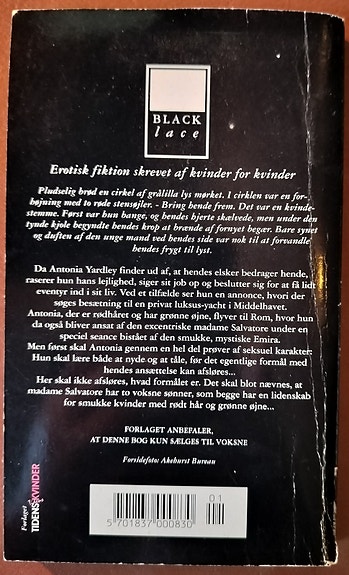 BLACK
lace
Erotisk fiktion skrevet af kvinder for kvinder
Pludselig brød en cirkel af grålilla lys mørket. I cirklen var en for-
højning med to røde stensøjler. - Bring hende frem. Det var en kvinde-
stemme. Først var hun bange, og hendes hjerte skælvede, men under den
tynde kjole begyndte hendes krop at brænde af fornyet begær. Bare synet
og duften af den unge mand ved hendes side var nok til at forvandle
hendes frygt til lyst.
Da Antonia Yardley finder ud af, at hendes elsker bedrager hende,
raserer hun hans lejlighed, siger sit job op og beslutter sig for at få lidt
eventyr ind i sit liv. Ved et tilfælde ser hun en annonce, hvori der
søges besætning til en privat luksus-yacht i Middelhavet.
Antonia, der er rødhåret og har grønne øjne, flyver til Rom, hvor hun
da også bliver ansat af den excentriske madame Salvatore under en
speciel seance bistået af den smukke, mystiske Emira.
Men først skal Antonia gennem en hel del prøver af seksuel karakter:
Hun skal lære både at nyde og at tåle, før det egentlige formål med
hendes ansættelse kan afsløres...
Her skal ikke afsløres, hvad formålet er. Det skal blot nævnes, at
madame Salvatore har to voksne sønner, som begge har en lidenskab
for smukke kvinder med rødt hår og grønne øjne...
FORLAGET ANBEFALER,
AT DENNE BOG KUN SÆLGES TIL VOKSNE
Forsidefoto: Akehurst Bureau
Forlaget
TIDENS KVINDER
01
5 701837 000830